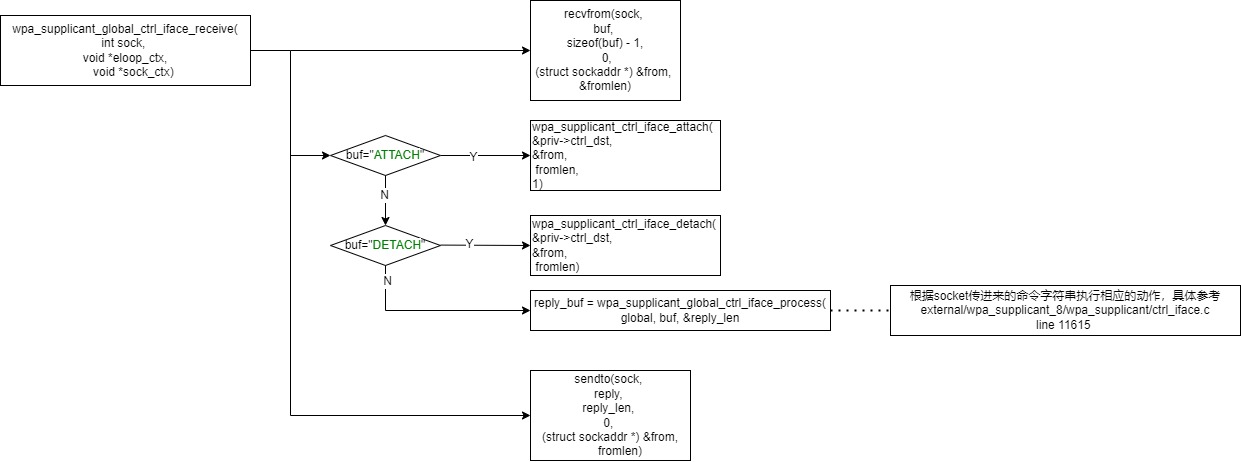 wpa_supplicant_global_ctrl_iface_receive(
int sock,
void *eloop_ctx,
void *sock_ctx)
recvfrom(sock,
buf,
sizeof(buf) - 1,
0,
(struct sockaddr *) &from,
&fromlen)
buf="ATTACH"
Y
wpa_supplicant_ctrl_iface_attach(
&priv->ctrl_dst,
&from,
fromlen,
1)
N
buf="DETACH"
Y
wpa_supplicant_ctrl_iface_detach(
&priv->ctrl_dst,
&from,
fromlen)
N
reply_buf = wpa_supplicant_global_ctrl_iface_process(
global, buf, &reply_len
根据socket传进来的命令字符串执行相应的动作，具体参考
external/wpa_supplicant_8/wpa_supplicant/ctrl_iface.c
line 11615
sendto(sock,
reply,
reply_len,
0,
(struct sockaddr *) &from,
fromlen)